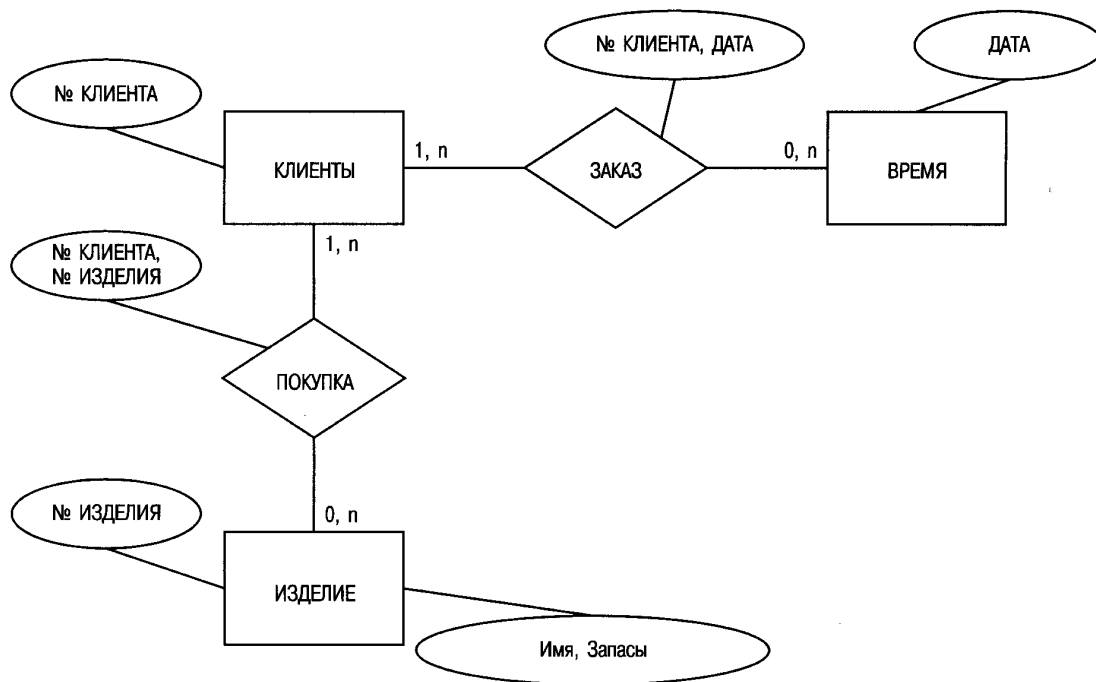 № КЛИЕНТА, ДАТА
ДАТА
№ КЛИЕНТА
КЛИЕНТЫ
1, n
ЗАКАЗ
0, n
ВРЕМЯ
1, n
№ КЛИЕНТА,
№ ИЗДЕЛИЯ
ПОКУПКА
0, n
№ ИЗДЕЛИЯ
ИЗДЕЛИЕ
Имя, Запасы